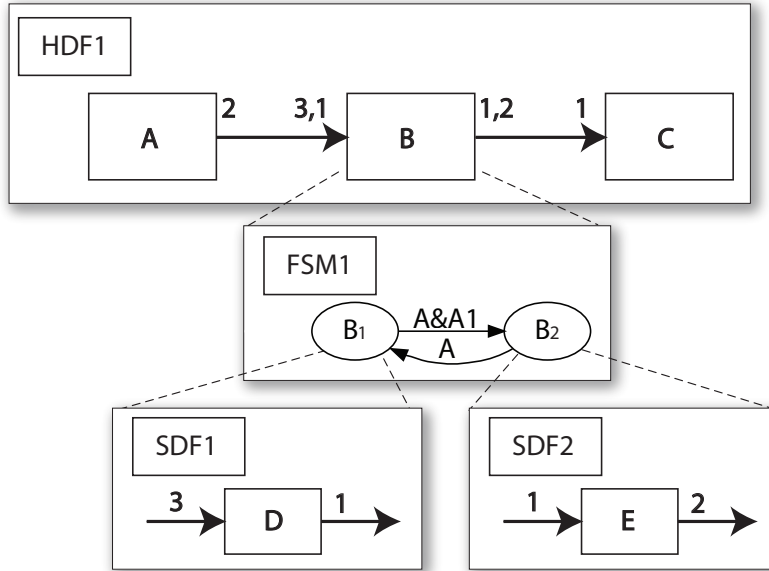 HDF1
2 3,1 1,2 1
A B C
FSM1
A&A1
B1 B2
A
SDF1 SDF2
3 1 1 2
D E